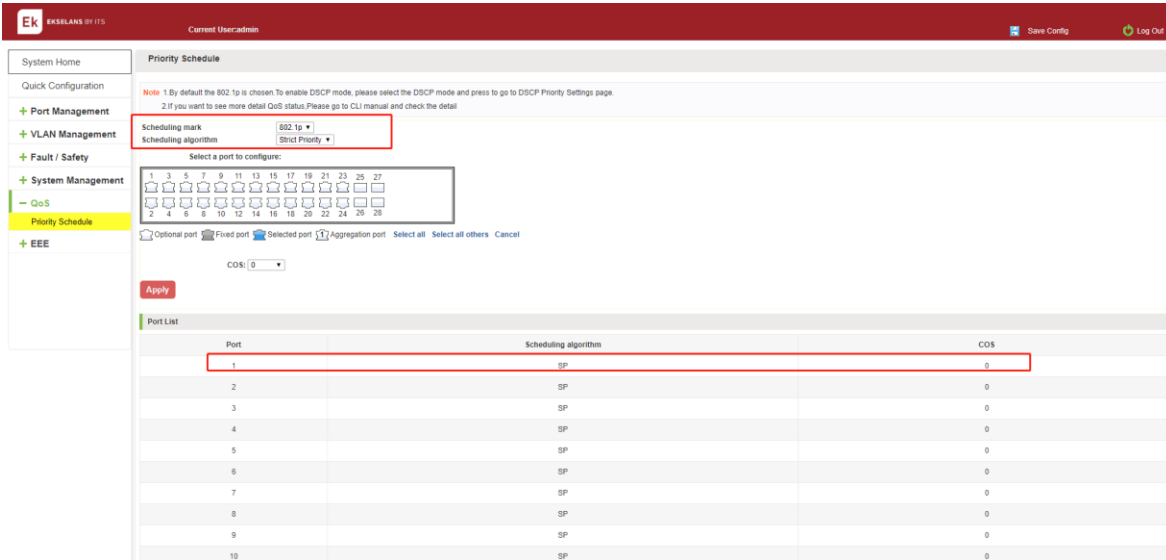 Ek EKSELANS BY ITS
Current User:admin
Save Config
Log Out
System Home
Quick Configuration
+ Port Management
+ VLAN Management
+ Fault / Safety
+ System Management
− QoS
Priority Schedule
+ EEE
Priority Schedule
Note 1.By default the 802.1p is chosen.To enable DSCP mode, please select the DSCP mode and press to go to DSCP Priority Settings page.
2.If you want to see more detail QoS status,Please go to CLI manual and check the detail
Scheduling mark 802.1p
Scheduling algorithm Strict Priority
Select a port to configure:
1 3 5 7 9 11 13 15 17 19 21 23 25 27
2 4 6 8 10 12 14 16 18 20 22 24 26 28
Optional port Fixed port Selected port 1 Aggregation port Select all Select all others Cancel
COS: 0
Apply
Port List
Port Scheduling algorithm COS
1 SP 0
2 SP 0
3 SP 0
4 SP 0
5 SP 0
6 SP 0
7 SP 0
8 SP 0
9 SP 0
10 SP 0